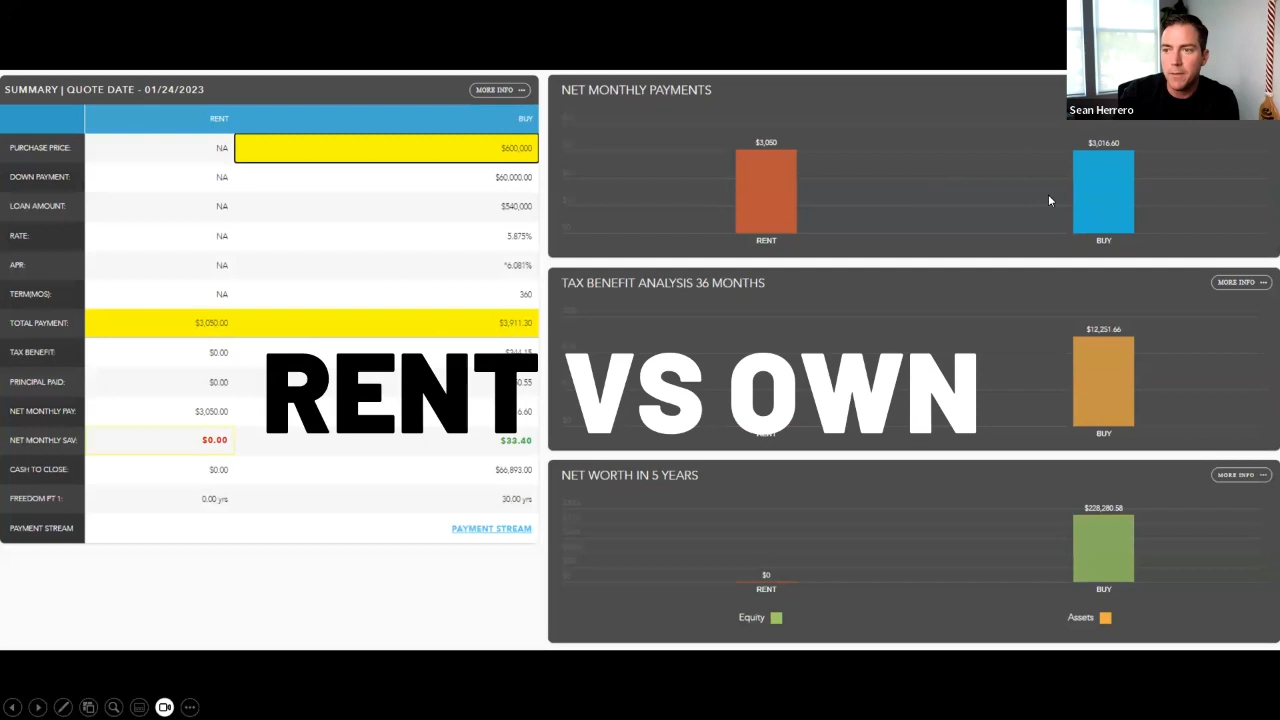 SUMMARY | QUOTE DATE - 01/24/2023
MORE INFO
RENT BUY
PURCHASE PRICE: NA $600,000
DOWN PAYMENT: NA $60,000.00
LOAN AMOUNT: NA $540,000
RATE: NA 5.875%
APR: NA *6.081%
TERM(MOS): NA 360
TOTAL PAYMENT: $3,050.00 $3,911.30
TAX BENEFIT: $0.00
PRINCIPAL PAID: $0.00
NET MONTHLY PAY: $3,050.00
NET MONTHLY SAV: $0.00 $33.40
CASH TO CLOSE: $0.00 $66,893.00
FREEDOM PT 1: 0.00 yrs 30.00 yrs
PAYMENT STREAM PAYMENT STREAM
RENT VS OWN
NET MONTHLY PAYMENTS
$3,050 $3,016.60
RENT BUY
TAX BENEFIT ANALYSIS 36 MONTHS
MORE INFO
$12,251.66
BUY
NET WORTH IN 5 YEARS
MORE INFO
$228,280.58
$0
RENT BUY
Equity Assets
Sean Herrero